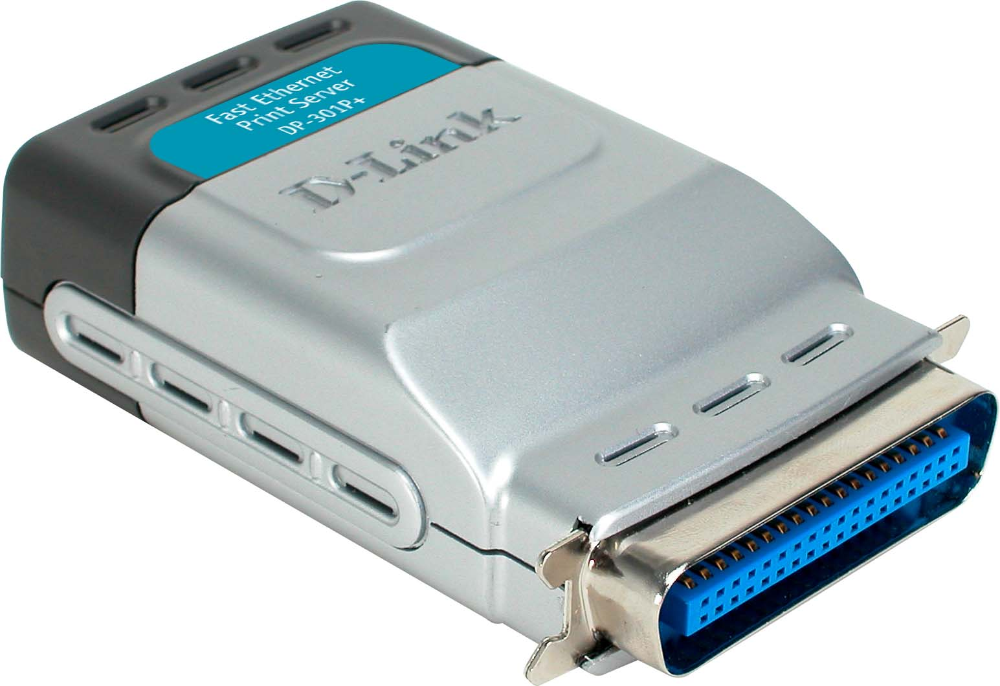 Fast Ethernet
Print Server
DP-301P+
D-Link